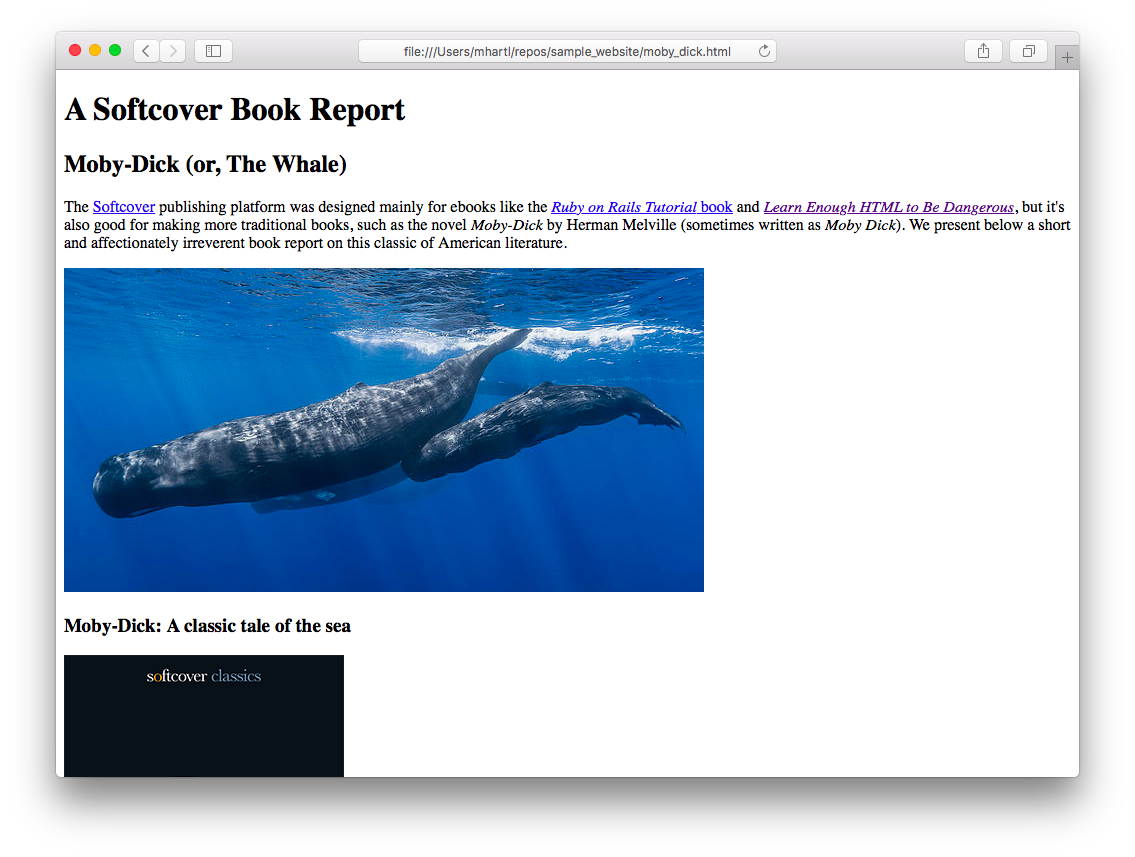 file:///Users/mhartl/repos/sample_website/moby_dick.html
A Softcover Book Report
Moby-Dick (or, The Whale)
The Softcover publishing platform was designed mainly for ebooks like the Ruby on Rails Tutorial book and Learn Enough HTML to Be Dangerous, but it's
also good for making more traditional books, such as the novel Moby-Dick by Herman Melville (sometimes written as Moby Dick). We present below a short
and affectionately irreverent book report on this classic of American literature.
Moby-Dick: A classic tale of the sea
softcover classics